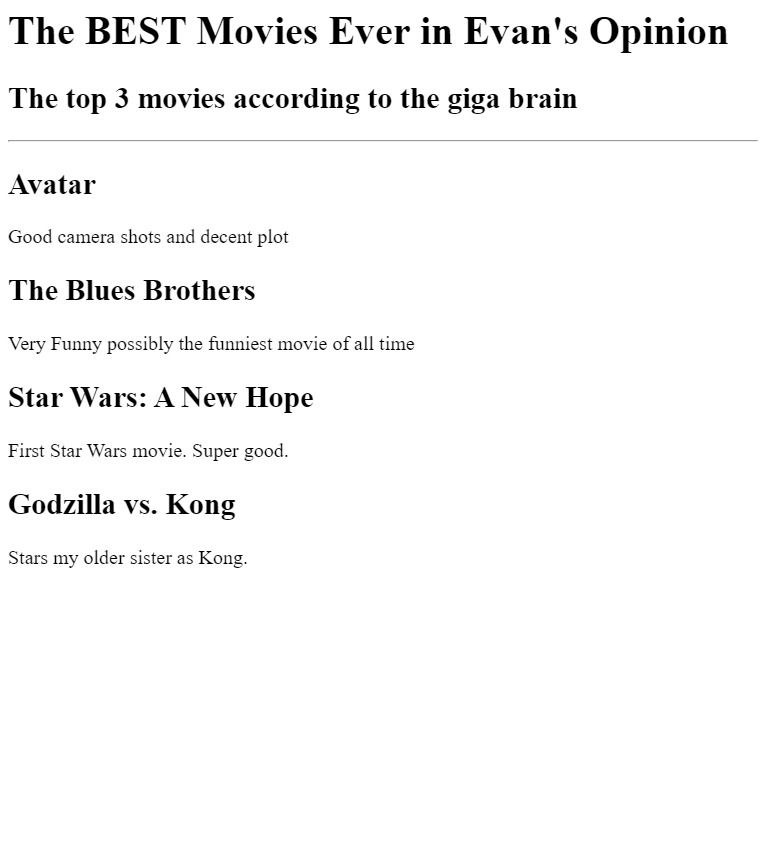 The BEST Movies Ever in Evan's Opinion
The top 3 movies according to the giga brain
Avatar
Good camera shots and decent plot
The Blues Brothers
Very Funny possibly the funniest movie of all time
Star Wars: A New Hope
First Star Wars movie. Super good.
Godzilla vs. Kong
Stars my older sister as Kong.